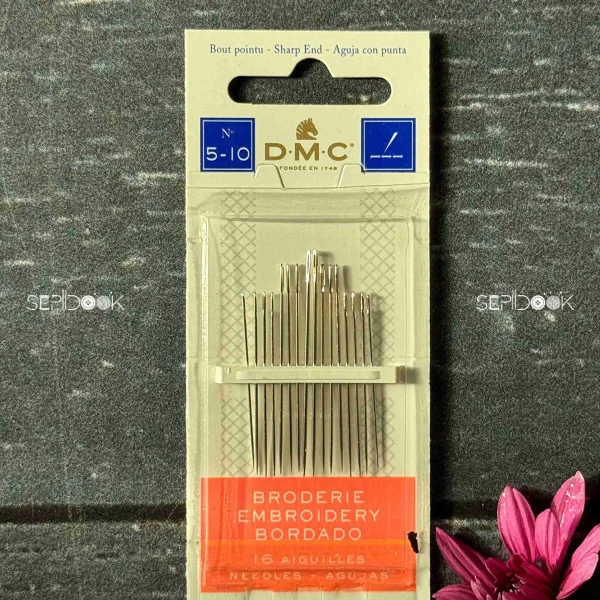 Bout pointu - Sharp End - Aguja con punta
Nº
5-10
D·M·C®
FONDÉE EN 1746
SEPIDOOK
SEPIDOOK
BRODERIE
EMBROIDERY
BORDADO
16 AIGUILLES
NEEDLES - AGUJAS